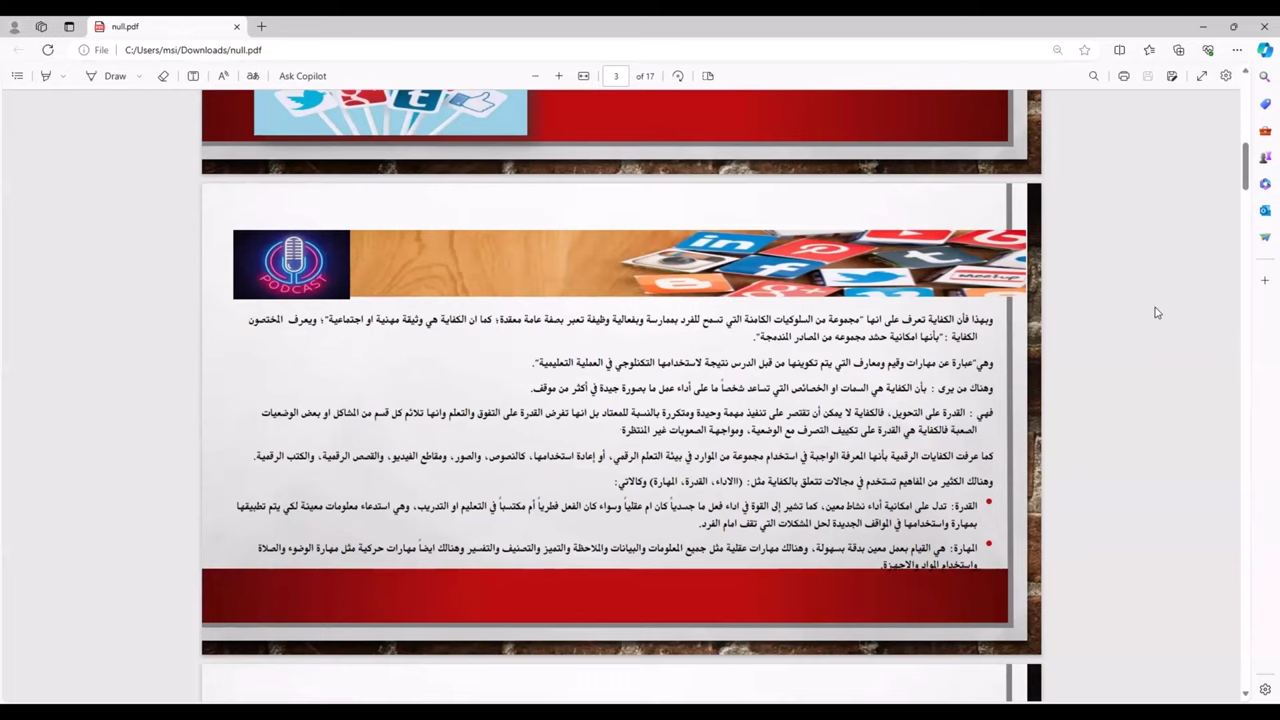 null.pdf
File
C:/Users/msi/Downloads/null.pdf
Draw
Ask Copilot
3
of 17
PODCAST
in
meetup
وبهذا فأن الكفاية تعرف على انها "مجموعة من السلوكيات الكامنة التي تسمح للفرد بممارسة وبفعالية وظيفة تعبر بصفة عامة معقدة؛ كما ان الكفاية هي وثيقة مهنية او اجتماعية"؛ ويعرف المختصون
الكفاية : "بأنها امكانية حشد مجموعه من المصادر المندمجة".
وهي"عبارة عن مهارات وقيم ومعارف التي يتم تكوينها من قبل الدرس نتيجة لاستخدامها التكنلوجي في العملية التعليمية".
وهناك من يرى : بأن الكفاية هي السمات او الخصائص التي تساعد شخصاً ما على أداء عمل ما بصورة جيدة في أكثر من موقف.
فهي : القدرة على التحويل، فالكفاية لا يمكن أن تقتصر على تنفيذ مهمة وحيدة ومتكررة بالنسبة للمعتاد بل انها تفرض القدرة على التفوق والتعلم وانها تلائم كل قسم من المشاكل او بعض الوضعيات
الصعبة فالكفاية هي القدرة على تكييف التصرف مع الوضعية، ومواجهة الصعوبات غير المنتظرة.
كما عرفت الكفايات الرقمية بأنها المعرفة الواجبة في استخدام مجموعة من الموارد في بيئة التعلم الرقمي، أو إعادة استخدامها، كالنصوص، والصور، ومقاطع الفيديو، والقصص الرقمية، والكتب الرقمية.
وهنالك الكثير من المفاهيم تستخدم في مجالات تتعلق بالكفاية مثل: (االاداء، القدرة، المهارة) وكالاتي:
• القدرة: تدل على امكانية أداء نشاط معين، كما تشير إلى القوة في اداء فعل ما جسدياً كان ام عقلياً وسواء كان الفعل فطرياً أم مكتسباً في التعليم او التدريب، وهي استدعاء معلومات معينة لكي يتم تطبيقها
بمهارة واستخدامها في المواقف الجديدة لحل المشكلات التي تقف امام الفرد.
• المهارة: هي القيام بعمل معين بدقة بسهولة، وهنالك مهارات عقلية مثل جميع المعلومات والبيانات والملاحظة والتميز والتصنيف والتفسير وهنالك ايضاً مهارات حركية مثل مهارة الوضوء والصلاة
واستخدام المواد والاجهزة.